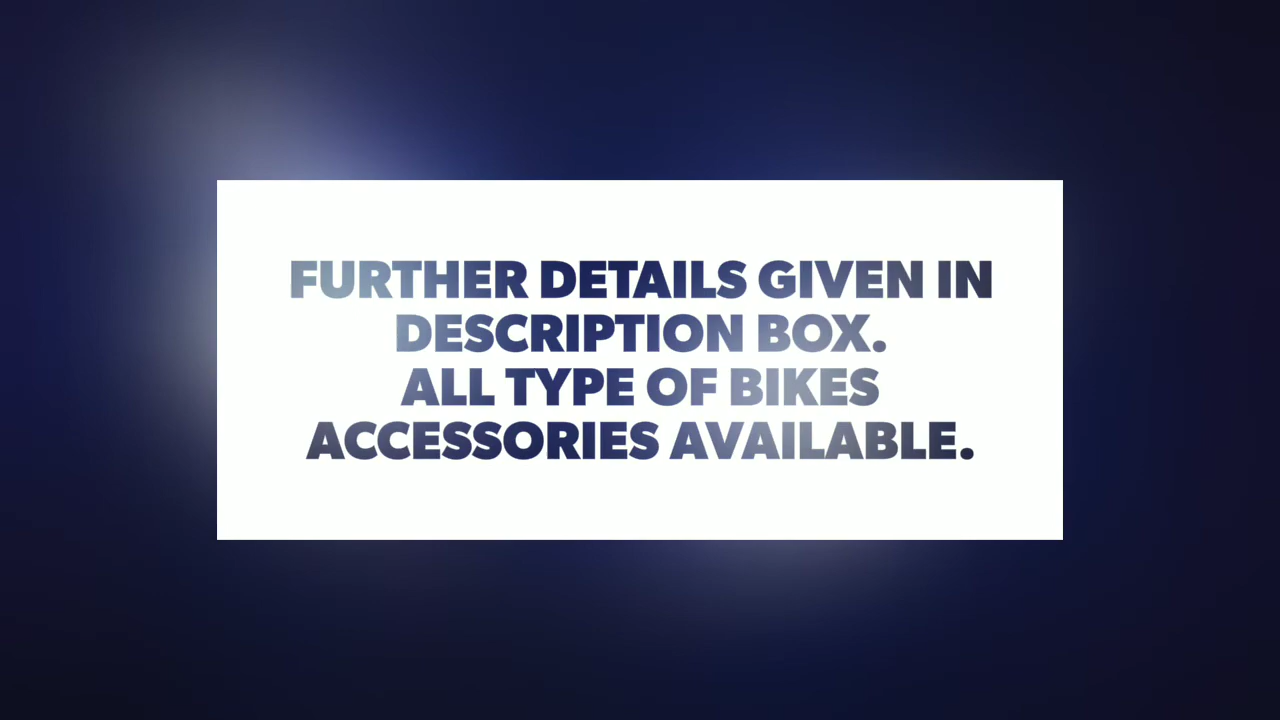 FURTHER DETAILS GIVEN IN
DESCRIPTION BOX.
ALL TYPE OF BIKES
ACCESSORIES AVAILABLE.